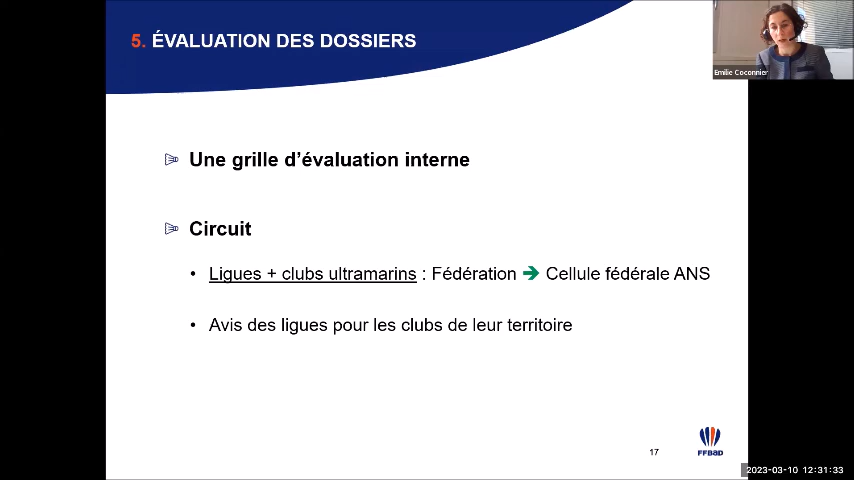 5. ÉVALUATION DES DOSSIERS
Emilie Coconnier
Une grille d'évaluation interne
Circuit
• Ligues + clubs ultramarins : Fédération ➔ Cellule fédérale ANS
• Avis des ligues pour les clubs de leur territoire
17
FFBaD
2023-03-10 12:31:33